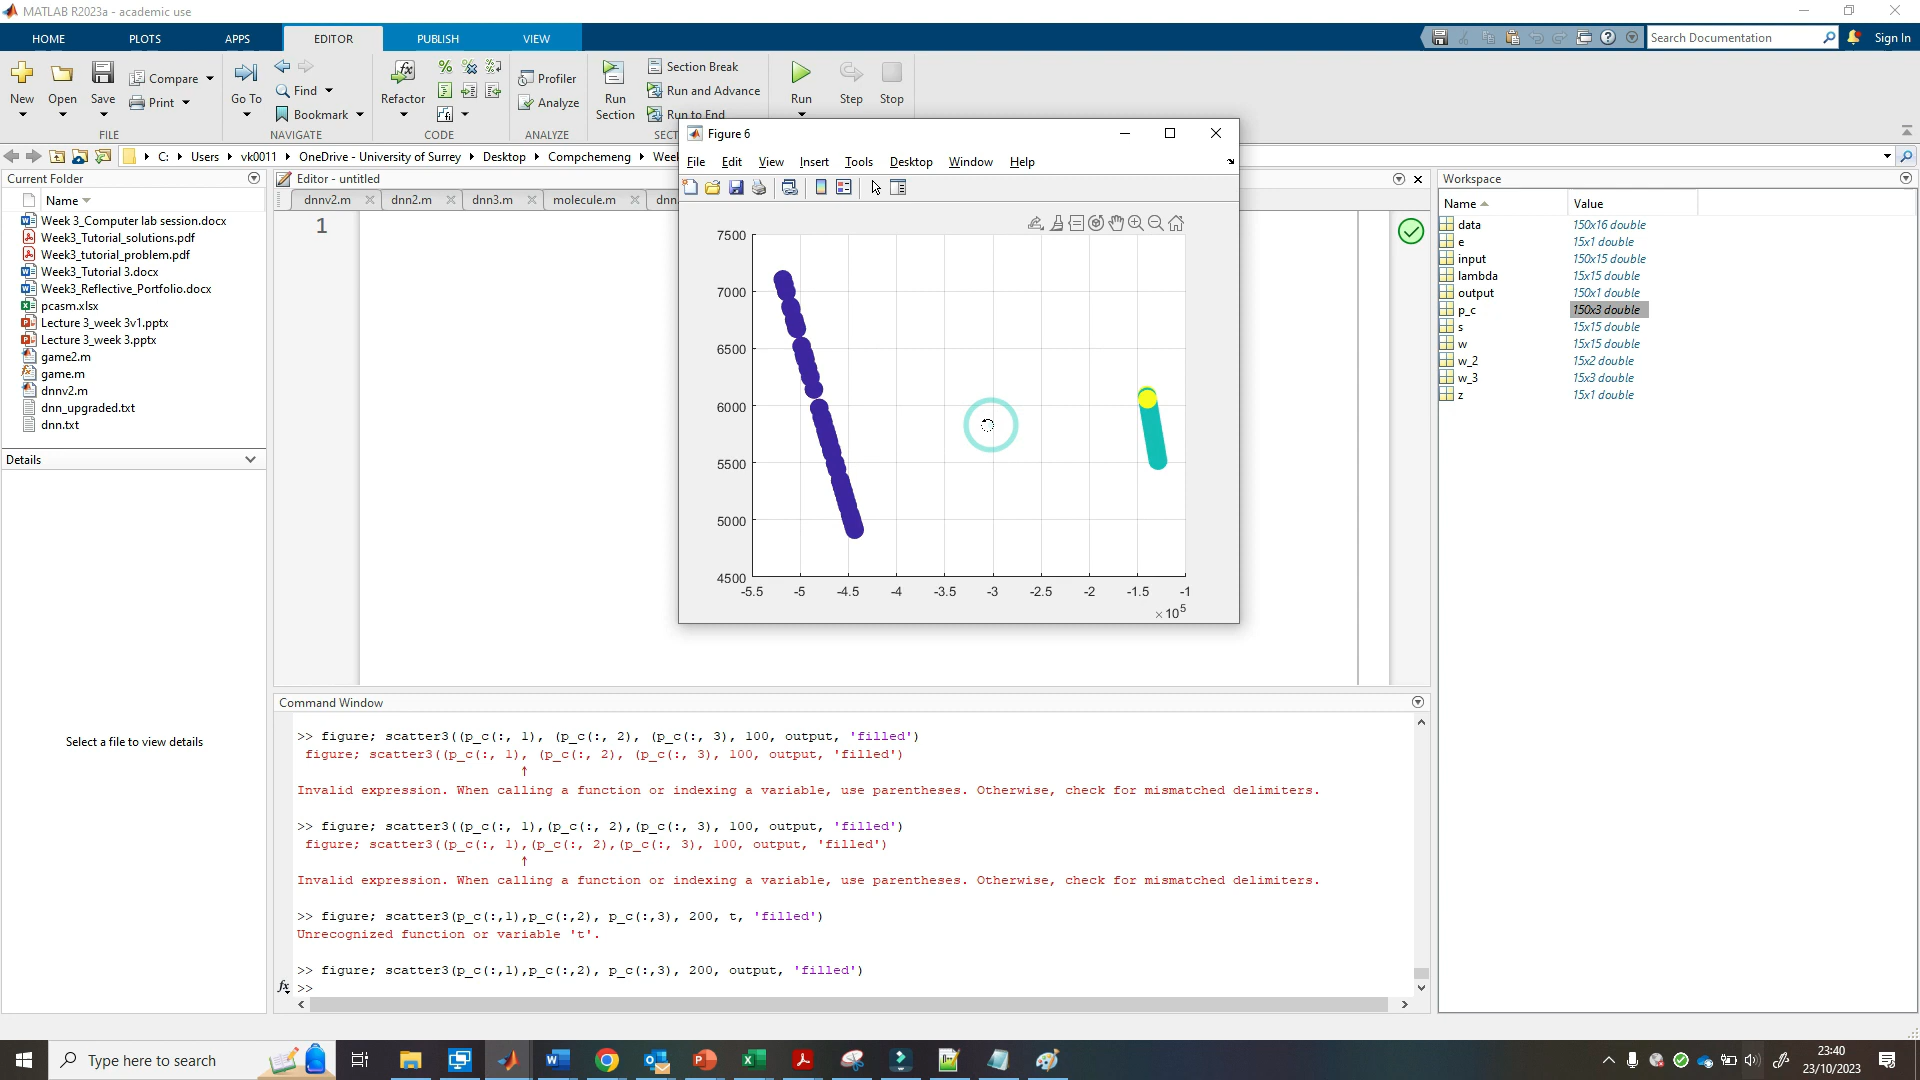 MATLAB R2023a - academic use
HOME PLOTS APPS EDITOR PUBLISH VIEW
Search Documentation
Sign In
New Open Save Compare Print
FILE
Go To Find Bookmark
NAVIGATE
Refactor
CODE
Profiler
Analyze
ANALYZE
Run Section
Section Break
Run and Advance
Run to End
SECT
Run Step Stop
C: Users vk0011 OneDrive - University of Surrey Desktop Compchemeng Wee
Current Folder
Name
Week 3_Computer lab session.docx
Week3_Tutorial_solutions.pdf
Week3_tutorial_problem.pdf
Week3_Tutorial 3.docx
Week3_Reflective_Portfolio.docx
pcasm.xlsx
Lecture 3_week 3v1.pptx
Lecture 3_week 3.pptx
game2.m
game.m
dnnv2.m
dnn_upgraded.txt
dnn.txt
Details
Select a file to view details
Editor - untitled
dnnv2.m dnn2.m dnn3.m molecule.m dnn
1
Figure 6
File Edit View Insert Tools Desktop Window Help
7500
7000
6500
6000
5500
5000
4500
-5.5 -5 -4.5 -4 -3.5 -3 -2.5 -2 -1.5 -1
×10^5
Workspace
Name Value
data 150x16 double
e 15x1 double
input 150x15 double
lambda 15x15 double
output 150x1 double
p_c 150x3 double
s 15x15 double
w 15x15 double
w_2 15x2 double
w_3 15x3 double
z 15x1 double
Command Window
>> figure; scatter3((p_c(:, 1), (p_c(:, 2), (p_c(:, 3), 100, output, 'filled')
figure; scatter3((p_c(:, 1), (p_c(:, 2), (p_c(:, 3), 100, output, 'filled')
↑
Invalid expression. When calling a function or indexing a variable, use parentheses. Otherwise, check for mismatched delimiters.
>> figure; scatter3((p_c(:, 1),(p_c(:, 2),(p_c(:, 3), 100, output, 'filled')
figure; scatter3((p_c(:, 1),(p_c(:, 2),(p_c(:, 3), 100, output, 'filled')
↑
Invalid expression. When calling a function or indexing a variable, use parentheses. Otherwise, check for mismatched delimiters.
>> figure; scatter3(p_c(:,1),p_c(:,2), p_c(:,3), 200, t, 'filled')
Unrecognized function or variable 't'.
>> figure; scatter3(p_c(:,1),p_c(:,2), p_c(:,3), 200, output, 'filled')
fx >>
Type here to search
23:40
23/10/2023